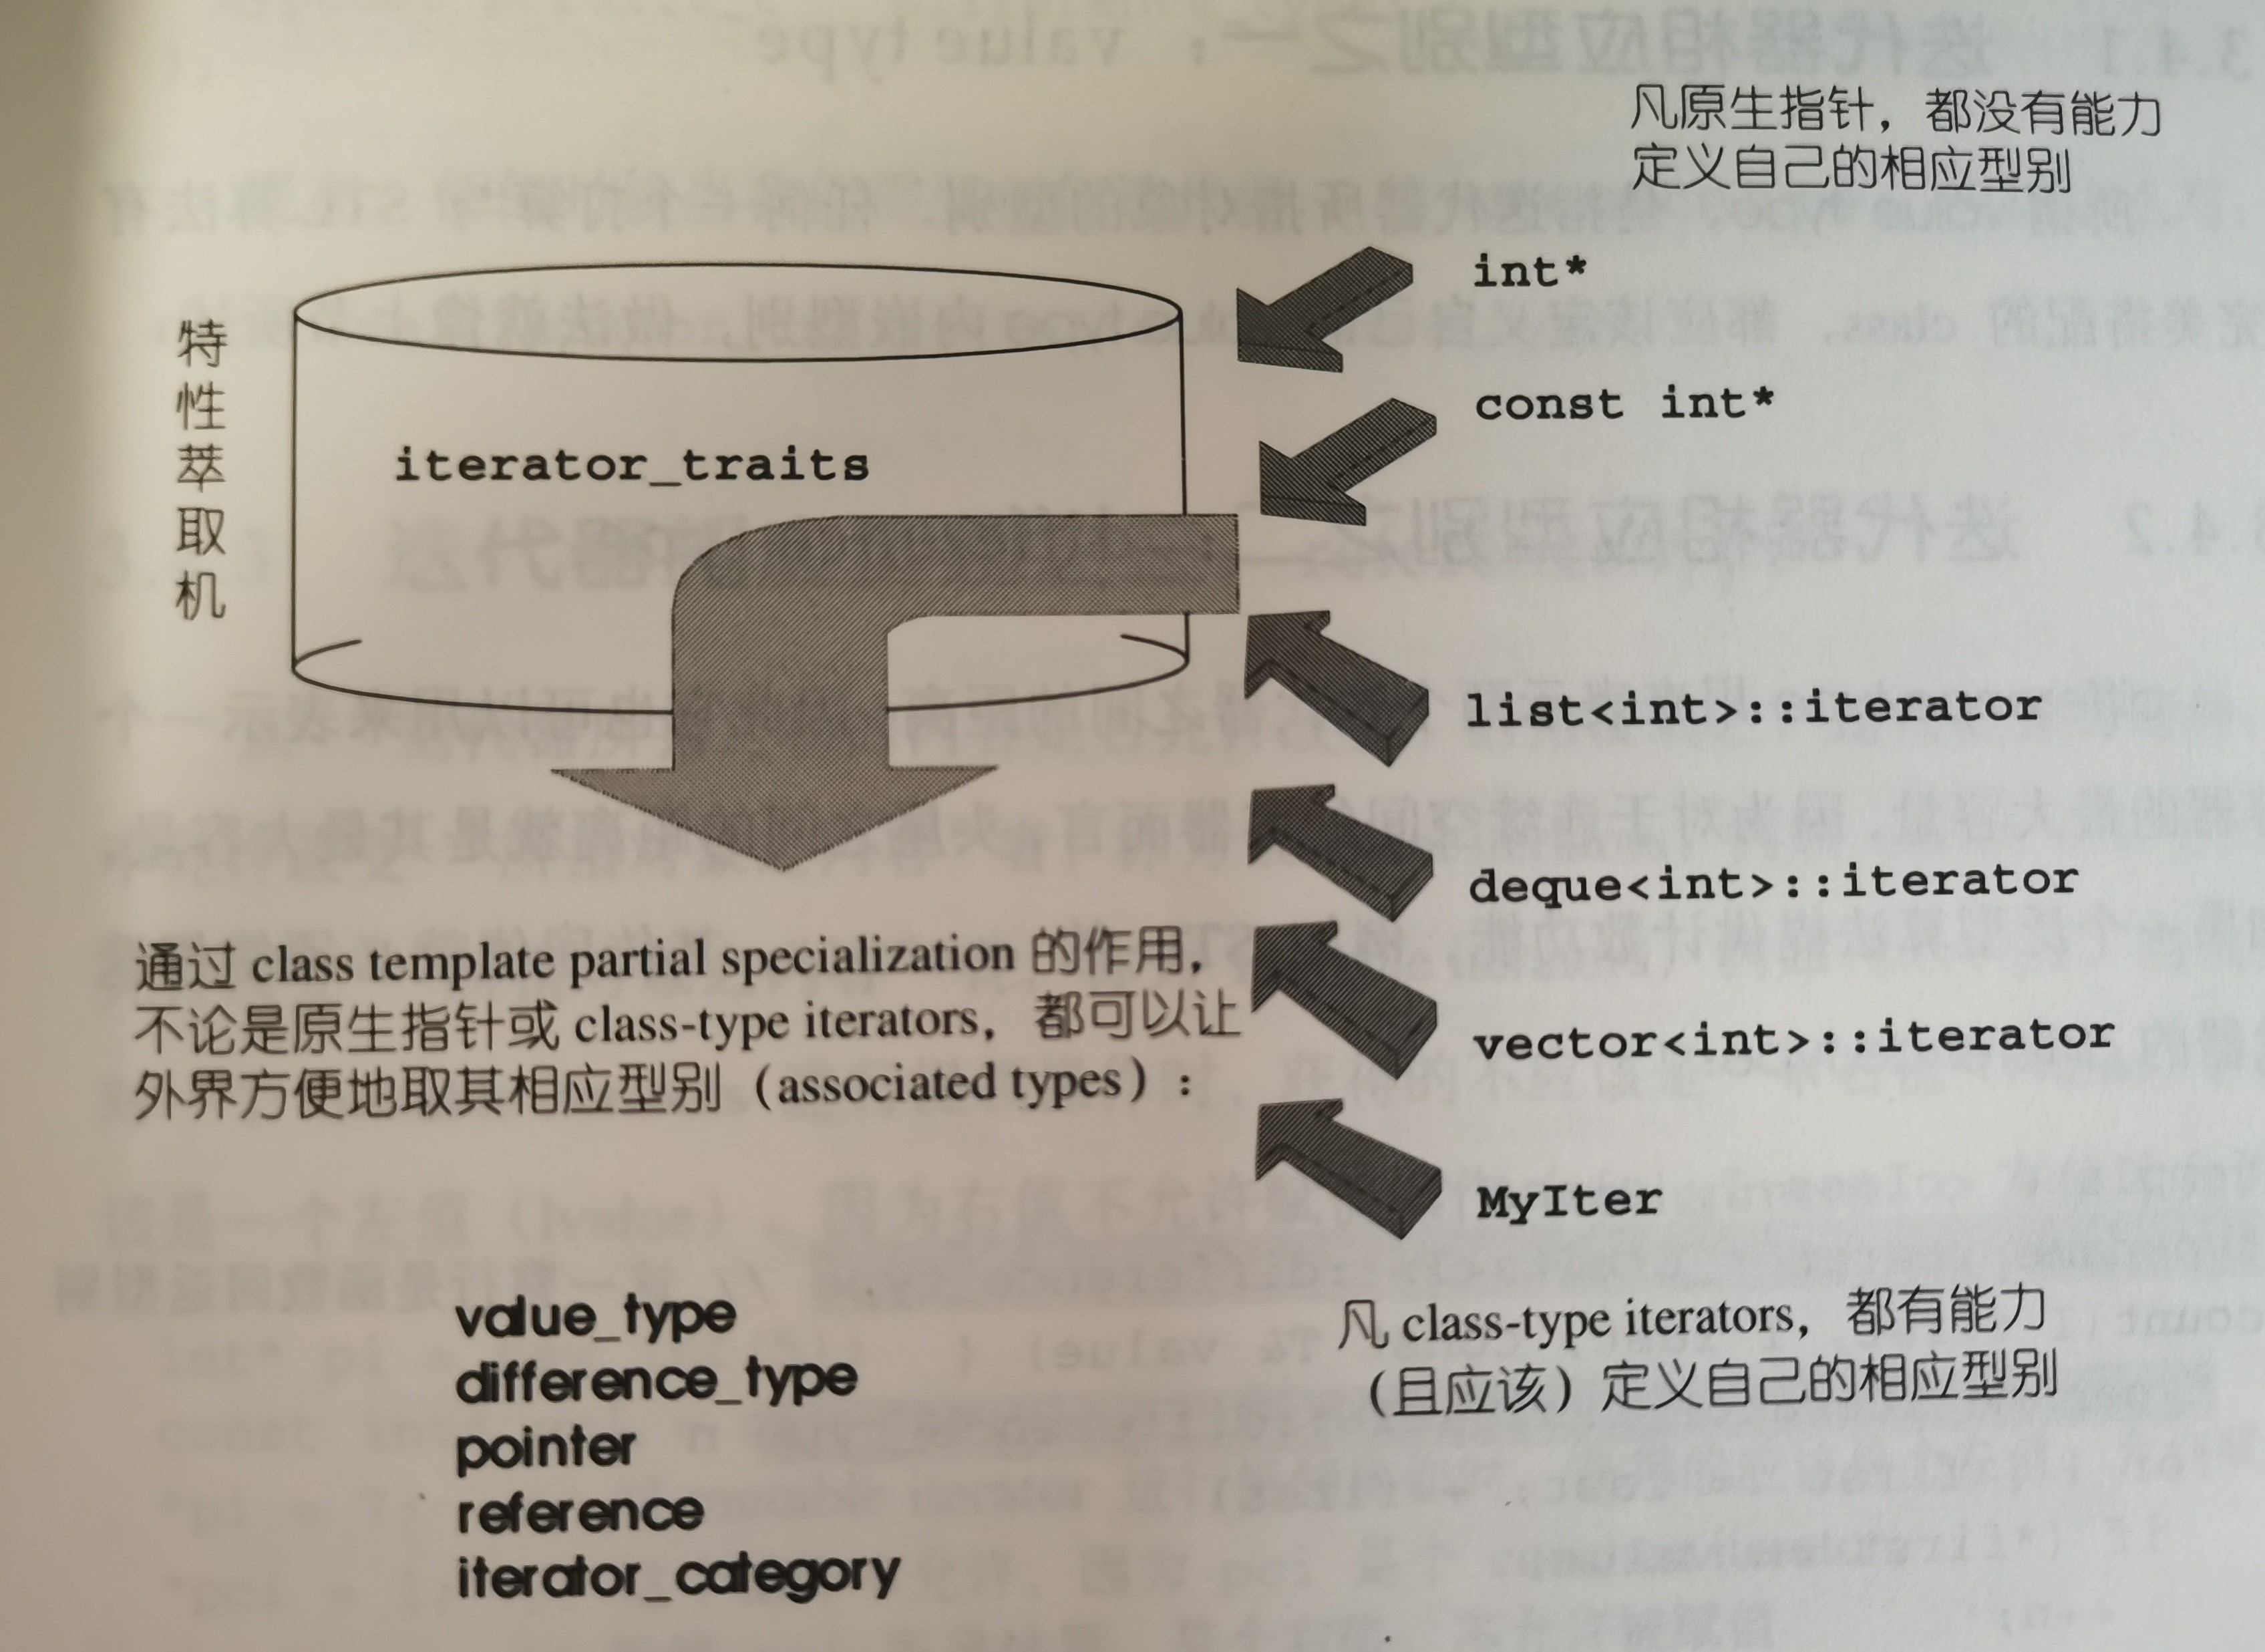 凡原生指针，都没有能力
定义自己的相应型别
int*
const int*
特性萃取机
iterator_traits
list<int>::iterator
deque<int>::iterator
vector<int>::iterator
MyIter
通过 class template partial specialization 的作用，
不论是原生指针或 class-type iterators，都可以让
外界方便地取其相应型别（associated types）：
凡 class-type iterators，都有能力
（且应该）定义自己的相应型别
value_type
difference_type
pointer
reference
iterator_category